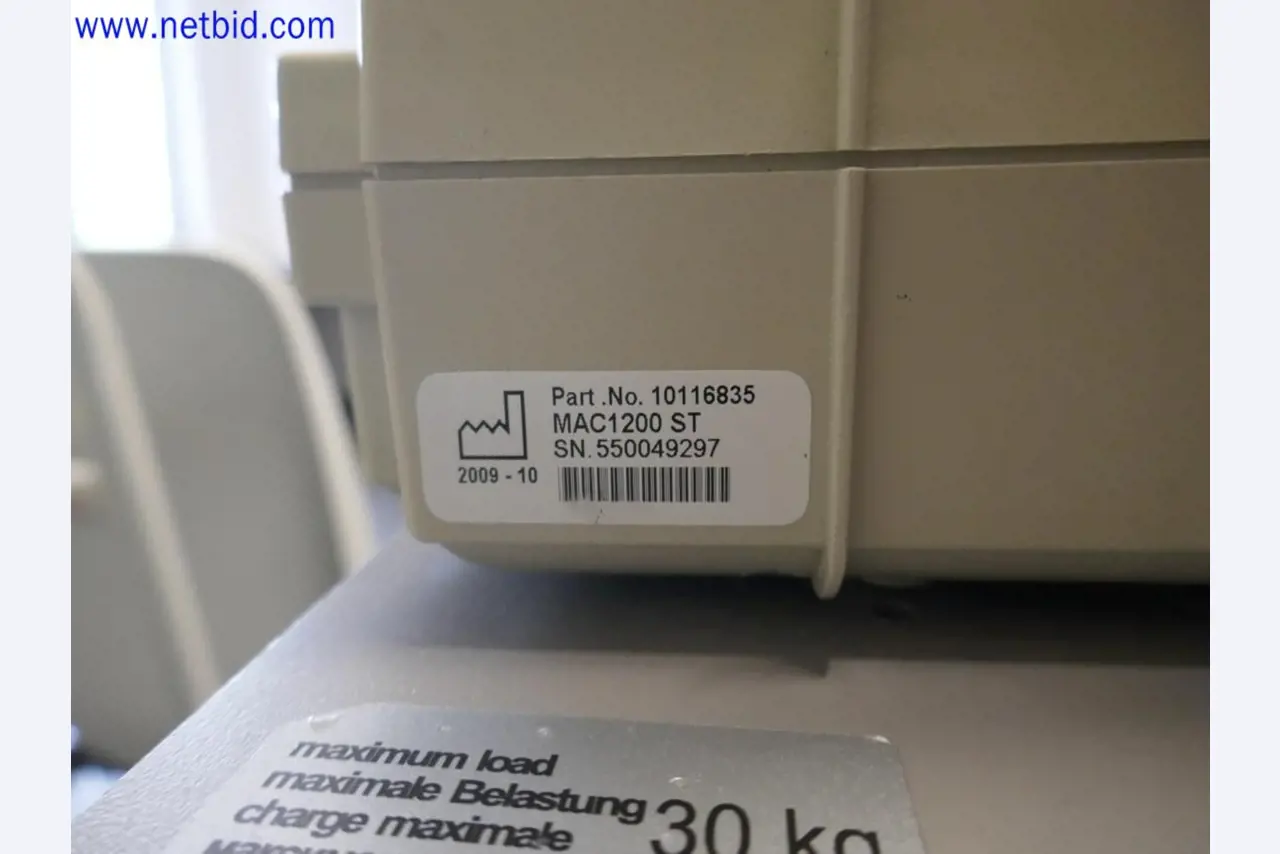 www.netbid.com
Part .No. 10116835
MAC1200 ST
SN. 550049297
2009 - 10
maximum load
maximale Belastung 30 kg
charge maximale